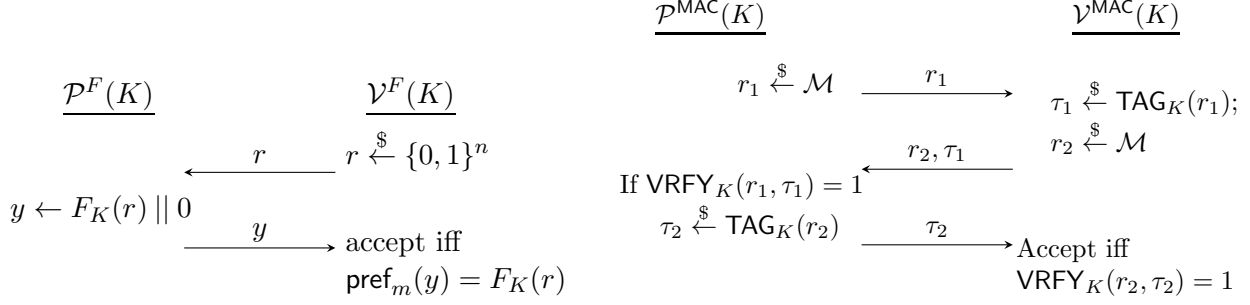 𝒫^F(K) 𝒱^F(K)
r ←$ {0, 1}^n
r
y ← F_K(r) || 0
y
accept iff
pref_m(y) = F_K(r)
𝒫^MAC(K) 𝒱^MAC(K)
r_1 ←$ ℳ
r_1
τ_1 ←$ TAG_K(r_1);
r_2 ←$ ℳ
r_2, τ_1
If VRFY_K(r_1, τ_1) = 1
τ_2 ←$ TAG_K(r_2)
τ_2
Accept iff
VRFY_K(r_2, τ_2) = 1